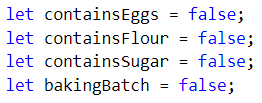 let containsEggs = false;
let containsFlour = false;
let containsSugar = false;
let bakingBatch = false;